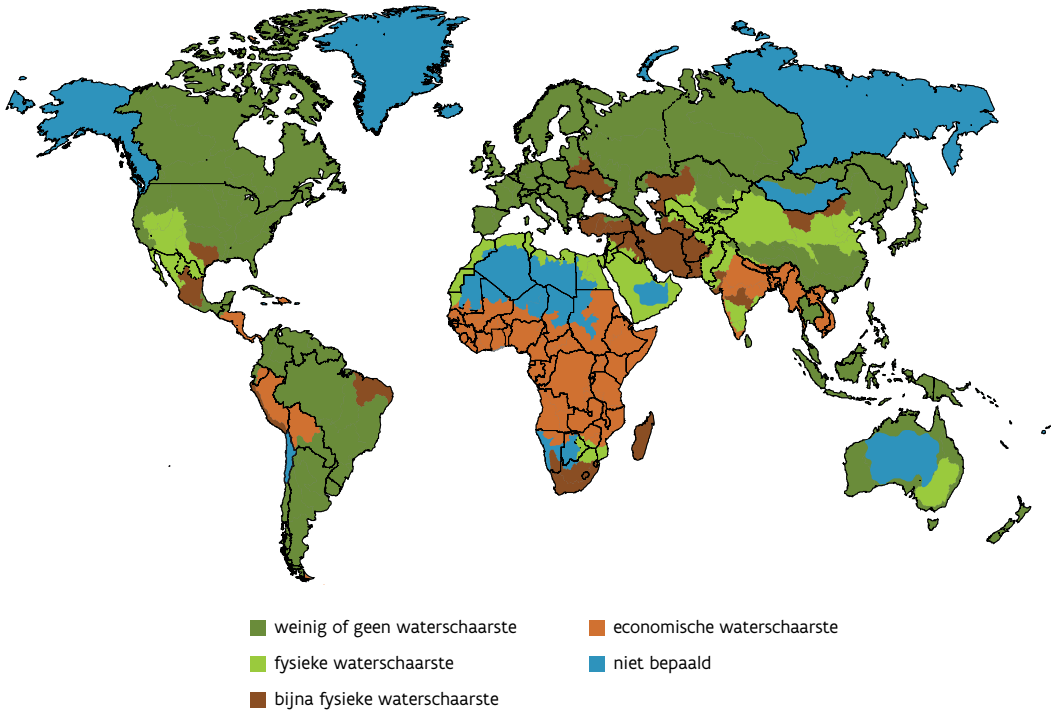 weinig of geen waterschaarste
fysieke waterschaarste
bijna fysieke waterschaarste
economische waterschaarste
niet bepaald